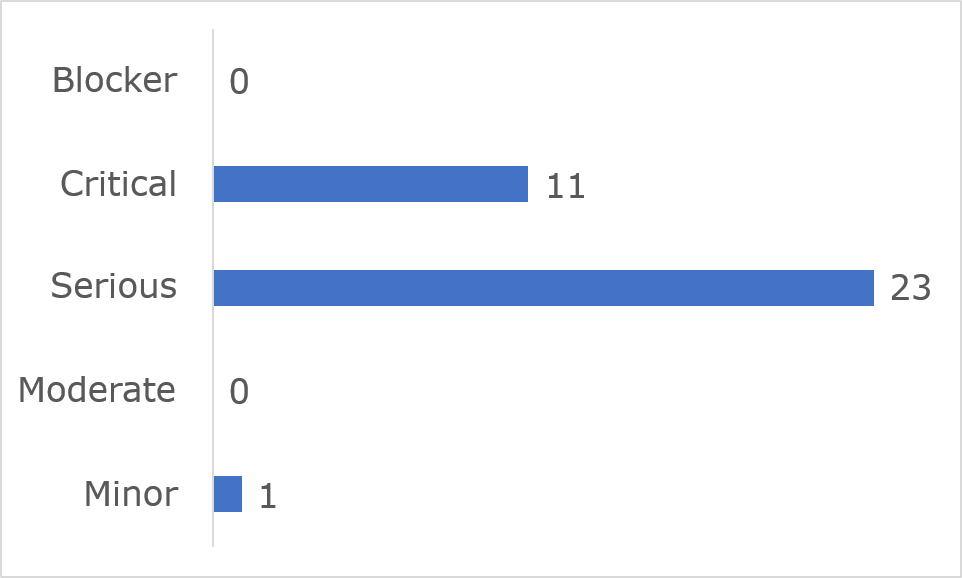 Blocker 0
Critical 11
Serious 23
Moderate 0
Minor 1